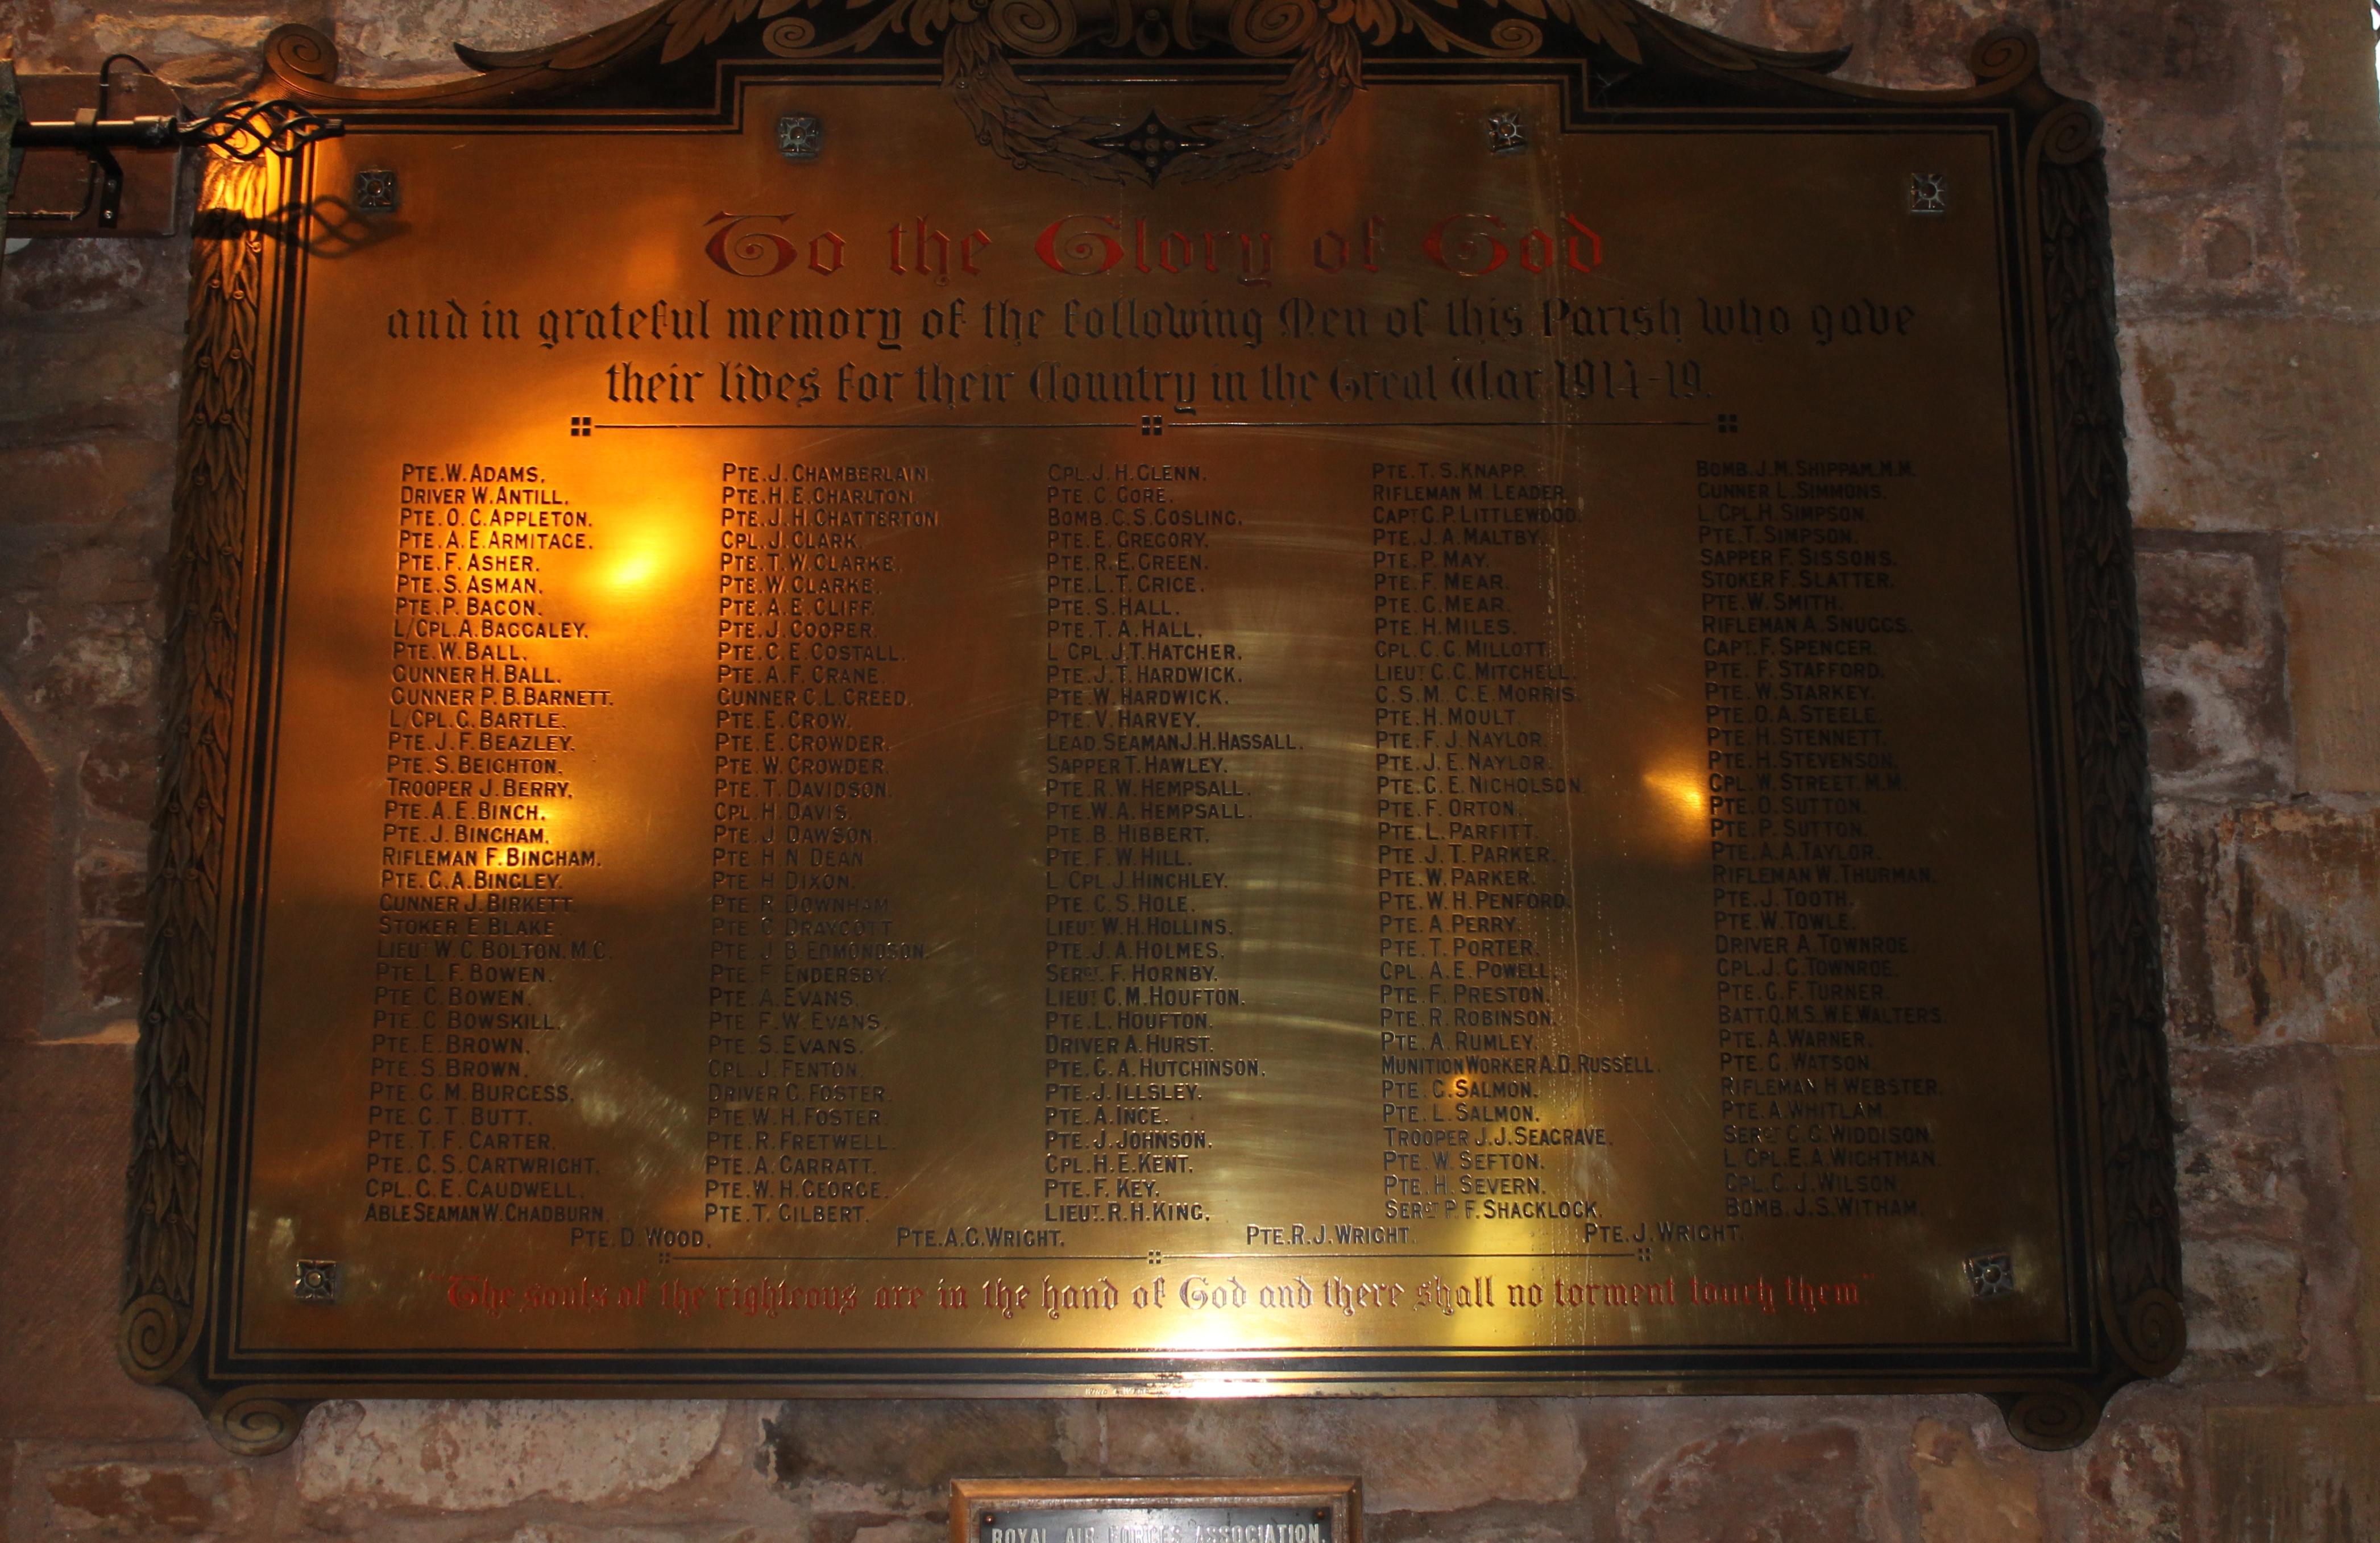 To the Glory of God
and in grateful memory of the following Men of this Parish who gave
their lives for their Country in the Great War 1914-19.
PTE. W. ADAMS.
DRIVER W. ANTILL.
PTE. O. C. APPLETON.
PTE. A. E. ARMITAGE.
PTE. F. ASHER.
PTE. S. ASMAN.
PTE. P. BACON.
L/CPL. A. BAGGALEY.
PTE. W. BALL.
GUNNER H. BALL.
GUNNER P. B. BARNETT.
L/CPL. G. BARTLE.
PTE. J. F. BEAZLEY.
PTE. S. BEIGHTON.
TROOPER J. BERRY.
PTE. A. E. BINCH.
PTE. J. BINGHAM.
RIFLEMAN F. BINGHAM.
PTE. C. A. BINGLEY.
GUNNER J. BIRKETT.
STOKER E. BLAKE.
LIEUT. W. C. BOLTON. M.C.
PTE. L. F. BOWEN.
PTE. C. BOWEN.
PTE. C. BOWSKILL.
PTE. E. BROWN.
PTE. S. BROWN.
PTE. C. M. BURGESS.
PTE. C. T. BUTT.
PTE. T. F. CARTER.
PTE. C. S. CARTWRIGHT.
CPL. G. E. CAUDWELL.
ABLE SEAMAN W. CHADBURN.
PTE. J. CHAMBERLAIN.
PTE. H. E. CHARLTON.
PTE. J. H. CHATTERTON.
CPL. J. CLARK.
PTE. T. W. CLARKE.
PTE. W. CLARKE.
PTE. A. E. CLIFF.
PTE. J. COOPER.
PTE. C. E. COSTALL.
PTE. A. F. CRANE.
GUNNER C. L. CREED.
PTE. E. CROW.
PTE. E. CROWDER.
PTE. W. CROWDER.
PTE. T. DAVIDSON.
CPL. H. DAVIS.
PTE. J. DAWSON.
PTE. H. N. DEAN.
PTE. H. DIXON.
PTE. R. DOWNHAM.
PTE. C. DRAYCOTT.
PTE. J. B. EDMONDSON.
PTE. F. ENDERSBY.
PTE. A. EVANS.
PTE. F. W. EVANS.
PTE. S. EVANS.
CPL. J. FENTON.
DRIVER G. FOSTER.
PTE. W. H. FOSTER.
PTE. R. FRETWELL.
PTE. A. GARRATT.
PTE. W. H. GEORGE.
PTE. T. GILBERT.
CPL. J. H. GLENN.
PTE. C. GORE.
BOMB. C. S. GOSLING.
PTE. E. GREGORY.
PTE. R. E. GREEN.
PTE. L. T. GRICE.
PTE. S. HALL.
PTE. T. A. HALL.
L/CPL. J. T. HATCHER.
PTE. J. T. HARDWICK.
PTE. W. HARDWICK.
PTE. V. HARVEY.
LEAD. SEAMAN J. H. HASSALL.
SAPPER T. HAWLEY.
PTE. R. W. HEMPSALL.
PTE. W. A. HEMPSALL.
PTE. B. HIBBERT.
PTE. F. W. HILL.
L/CPL. J. HINCHLEY.
PTE. C. S. HOLE.
LIEUT. W. H. HOLLINS.
PTE. J. A. HOLMES.
SERGT. F. HORNBY.
LIEUT. C. M. HOUFTON.
PTE. L. HOUFTON.
DRIVER A. HURST.
PTE. C. A. HUTCHINSON.
PTE. J. ILLSLEY.
PTE. A. INCE.
PTE. J. JOHNSON.
CPL. H. E. KENT.
PTE. F. KEY.
LIEUT. R. H. KING.
PTE. T. S. KNAPP.
RIFLEMAN M. LEADER.
CAPT. G. P. LITTLEWOOD.
PTE. J. A. MALTBY.
PTE. P. MAY.
PTE. F. MEAR.
PTE. G. MEAR.
PTE. H. MILES.
CPL. C. C. MILLOTT.
LIEUT. C. C. MITCHELL.
C. S. M. C. E. MORRIS.
PTE. H. MOULT.
PTE. F. J. NAYLOR.
PTE. J. E. NAYLOR.
PTE. C. E. NICHOLSON.
PTE. F. ORTON.
PTE. L. PARFITT.
PTE. J. T. PARKER.
PTE. W. PARKER.
PTE. W. H. PENFORD.
PTE. A. PERRY.
PTE. T. PORTER.
CPL. A. E. POWELL.
PTE. F. PRESTON.
PTE. R. ROBINSON.
PTE. A. RUMLEY.
MUNITION WORKER A. D. RUSSELL.
PTE. C. SALMON.
PTE. L. SALMON.
TROOPER J. J. SEAGRAVE.
PTE. W. SEFTON.
PTE. H. SEVERN.
SERGT. P. F. SHACKLOCK.
BOMB. J. M. SHIPPAM. M.M.
GUNNER L. SIMMONS.
L/CPL. H. SIMPSON.
PTE. T. SIMPSON.
SAPPER F. SISSONS.
STOKER F. SLATTER.
PTE. W. SMITH.
RIFLEMAN A. SNUGGS.
CAPT. F. SPENCER.
PTE. F. STAFFORD.
PTE. W. STARKEY.
PTE. O. A. STEELE.
PTE. H. STENNETT.
PTE. H. STEVENSON.
CPL. W. STREET. M.M.
PTE. O. SUTTON.
PTE. P. SUTTON.
PTE. A. A. TAYLOR.
RIFLEMAN W. THURMAN.
PTE. J. TOOTH.
PTE. W. TOWLE.
DRIVER A. TOWNROE.
CPL. J. C. TOWNROE.
PTE. G. F. TURNER.
BATT. Q.M.S. W. E. WALTERS.
PTE. A. WARNER.
PTE. C. WATSON.
RIFLEMAN H. WEBSTER.
PTE. A. WHITLAM.
SERGT. C. G. WIDDISON.
L/CPL. E. A. WIGHTMAN.
CPL. C. J. WILSON.
BOMB. J. S. WITHAM.
PTE. D. WOOD. PTE. A. C. WRIGHT. PTE. R. J. WRIGHT. PTE. J. WRIGHT.
"The souls of the righteous are in the hand of God and there shall no torment touch them"
ROYAL AIR FORCES ASSOCIATION.